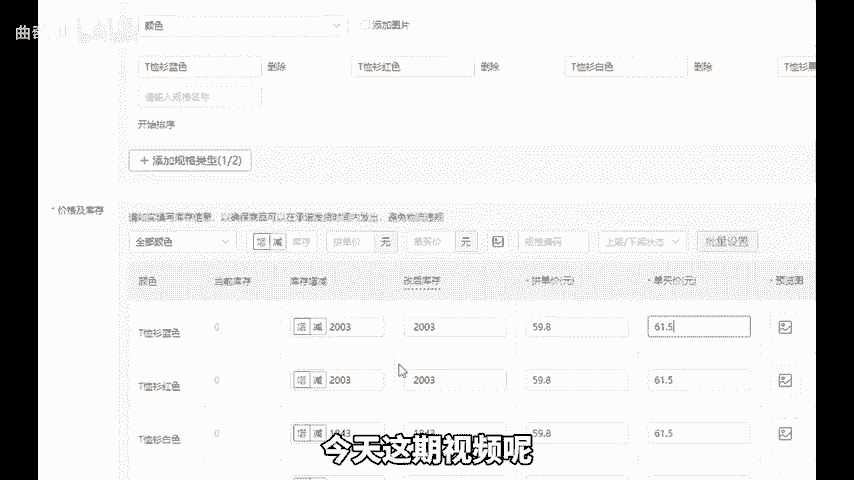 颜色
添加图片
T恤衫蓝色 删除 T恤衫红色 删除 T恤衫白色 删除 T恤衫
请输入规格名称
开始排序
+ 添加规格类型(1/2)
* 价格及库存
请如实填写库存信息，以确保商品可以在承诺发货时间内发出，避免物流违规
全部颜色 增 减 库存 拼单价 元 单买价 元 规格编码 上架/下架状态 批量设置
颜色 当前库存 库存增减 改后库存 * 拼单价(元) * 单买价(元) * 预览图
T恤衫蓝色 0 增 减 2003 2003 59.8 61.5
T恤衫红色 0 增 减 2003 2003 59.8 61.5
T恤衫白色 0 增 减 1843 1843 59.8 61.5
今天这期视频呢